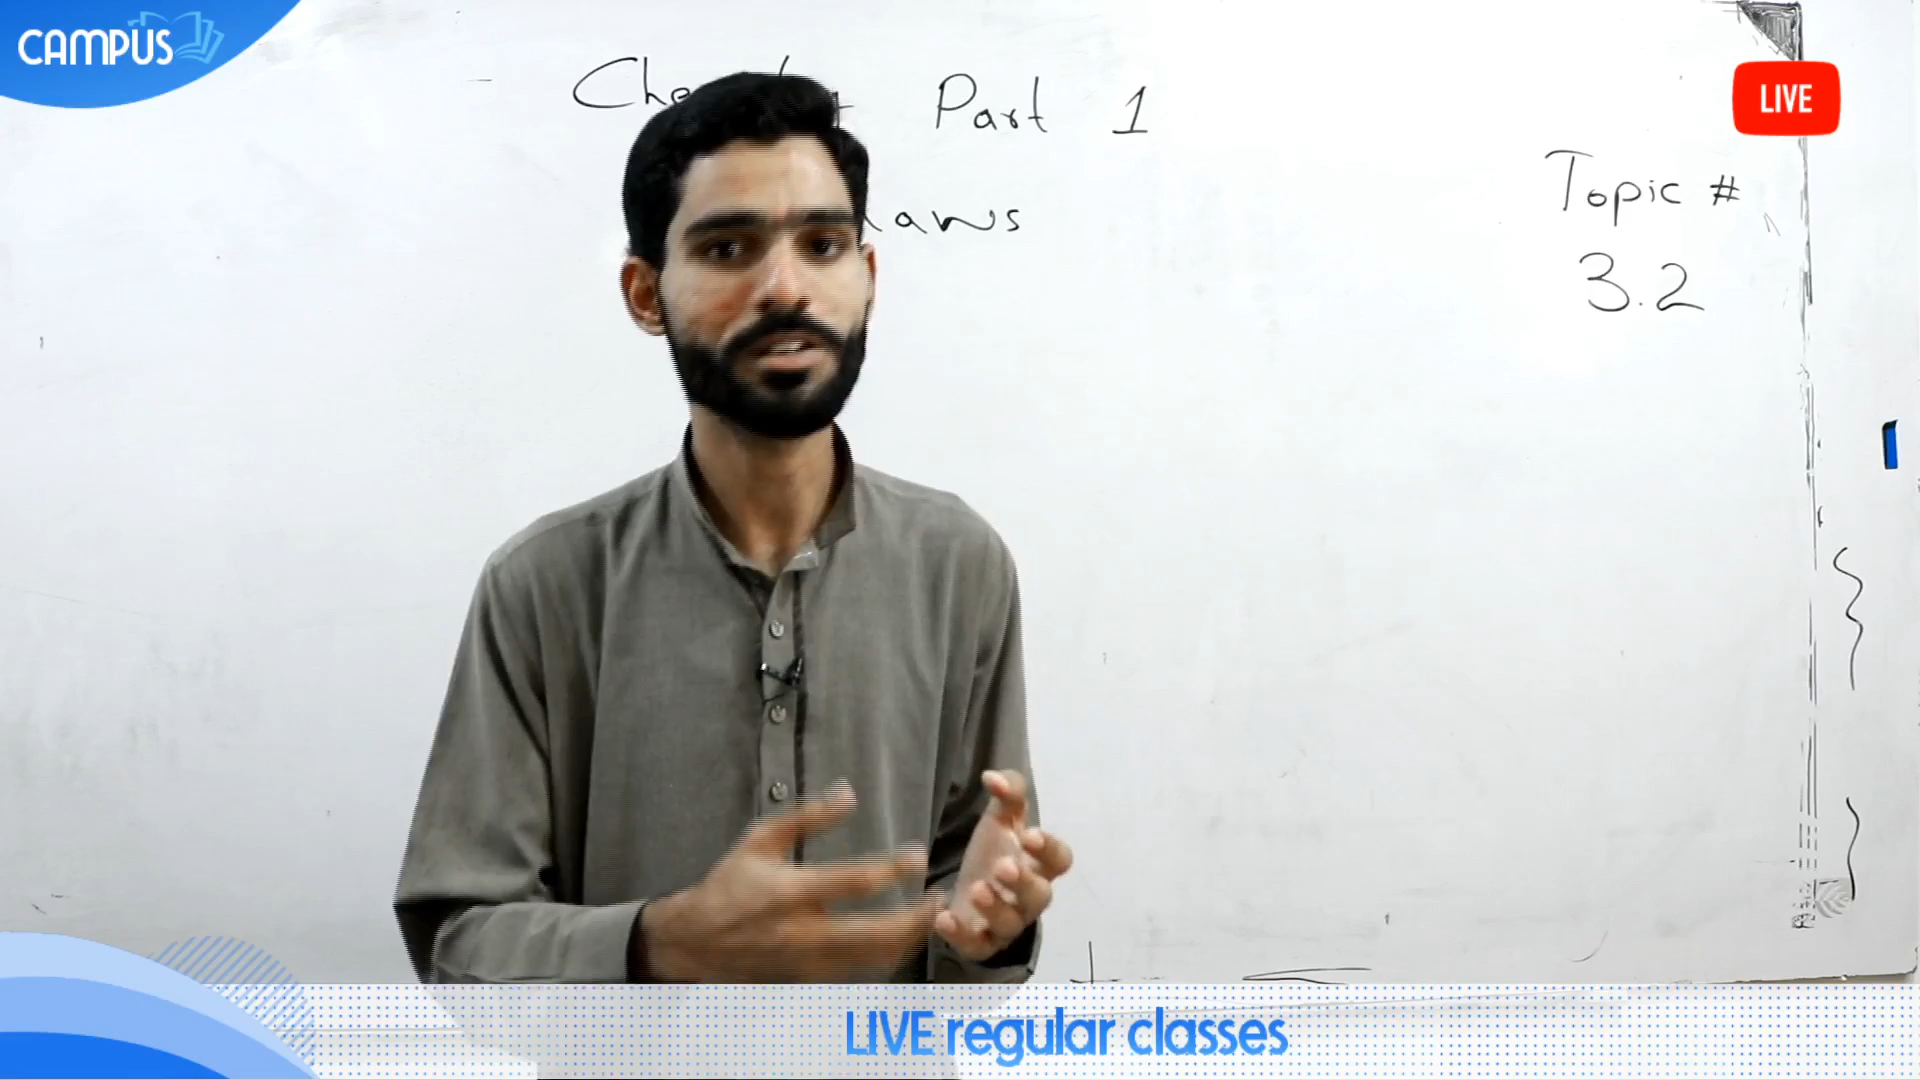 CAMPUS
LIVE
Part 1
Topic #
3.2
LIVE regular classes